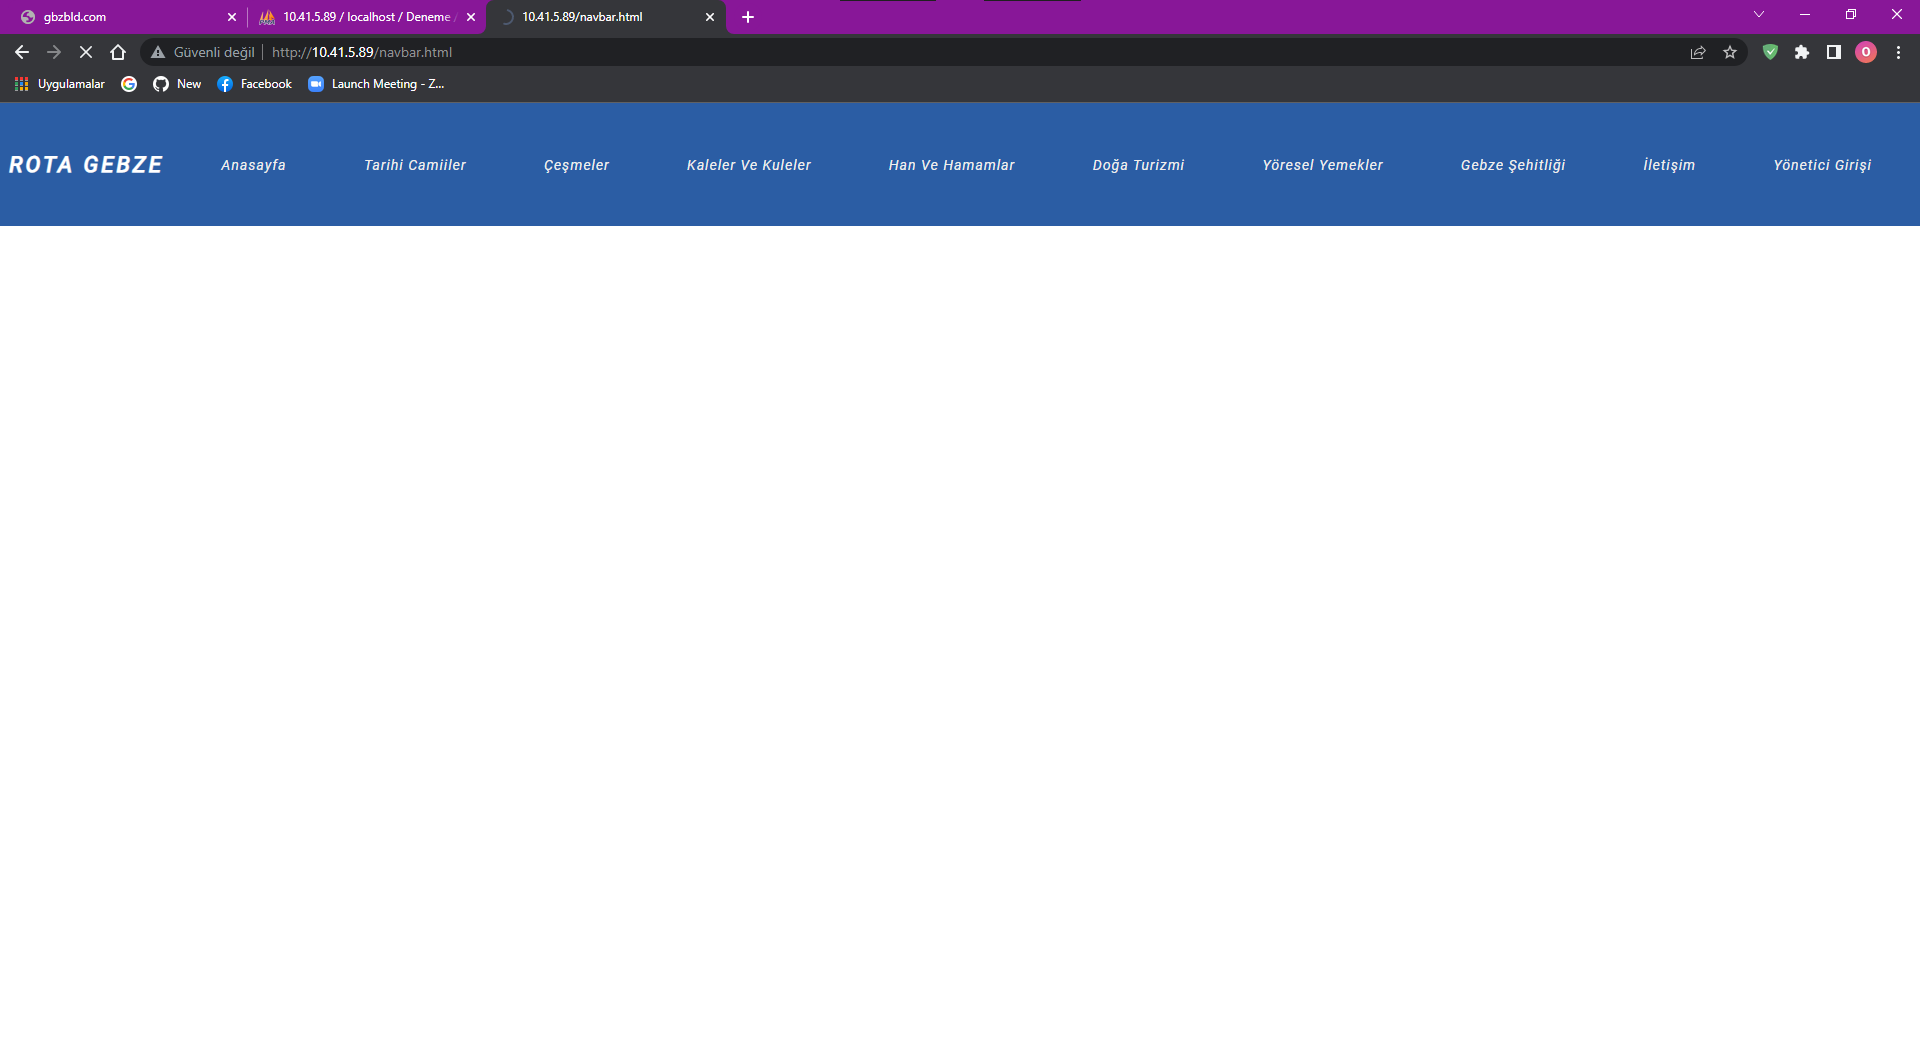 gbzbld.com
10.41.5.89 / localhost / Deneme
10.41.5.89/navbar.html
Güvenli değil
http://10.41.5.89/navbar.html
O
Uygulamalar
New
Facebook
Launch Meeting - Z...
ROTA GEBZE
Anasayfa
Tarihi Camiiler
Çeşmeler
Kaleler Ve Kuleler
Han Ve Hamamlar
Doğa Turizmi
Yöresel Yemekler
Gebze Şehitliği
İletişim
Yönetici Girişi